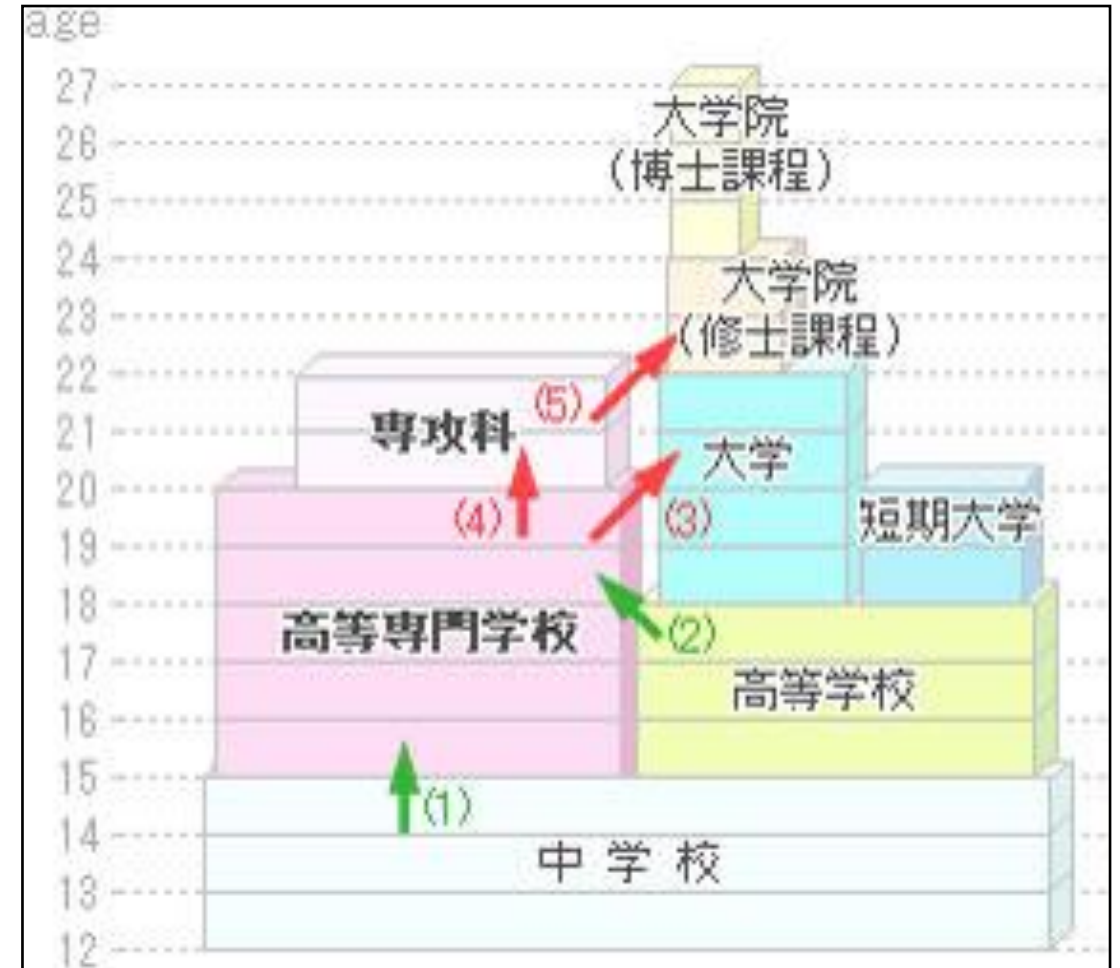 age
27
大学院
26
(博士課程)
25
24
大学院
23
(修士課程)
22
(5)
専攻科
21
大学
20
(4)
(3)
短期大学
19
18
高等専門学校
(2)
17
高等学校
16
15
(1)
14
中学校
13
12